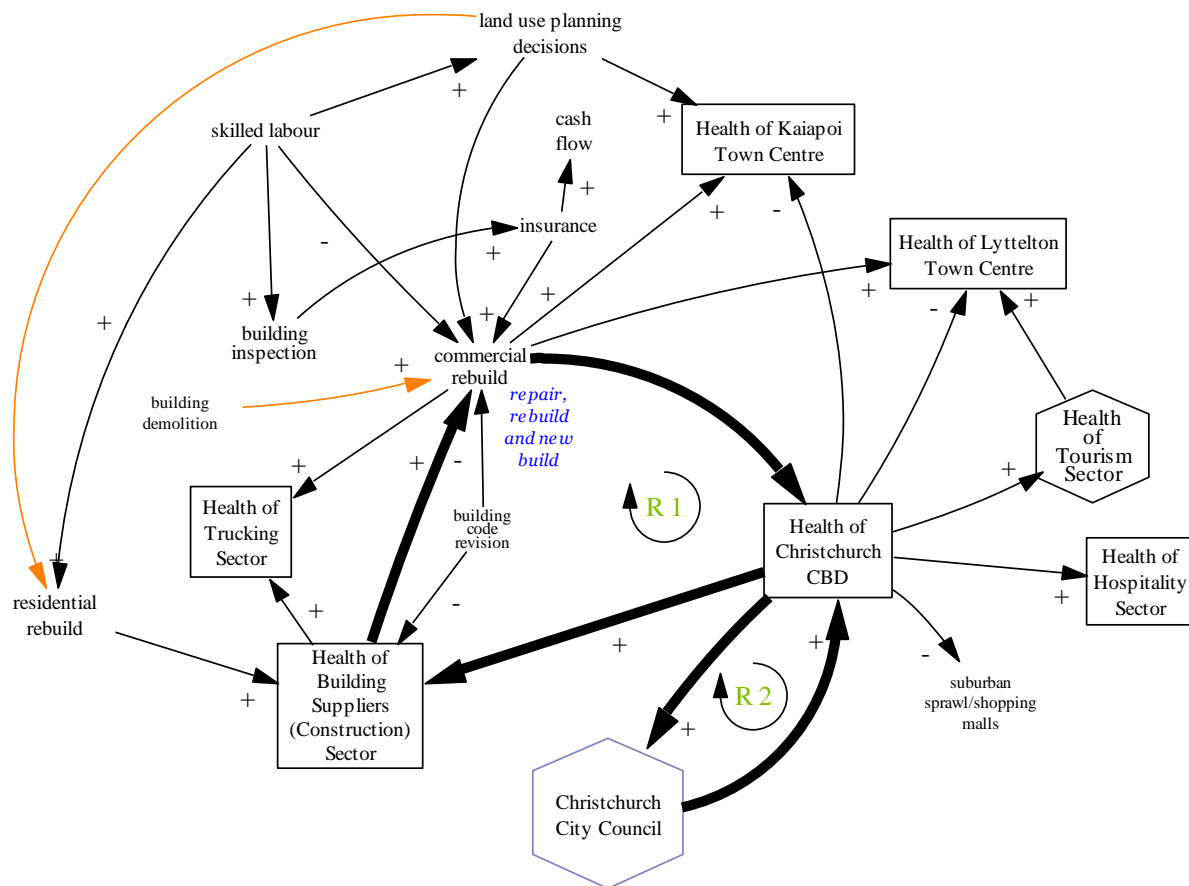 land use planning
decisions
+
+
skilled labour
cash
flow
Health of Kaiapoi
Town Centre
+
+
-
insurance
-
+
+
Health of Lyttelton
Town Centre
+
+
+
+
-
+
building
inspection
+
commercial
rebuild
+
repair,
rebuild
and new
build
building
demolition
Health
of
Tourism
Sector
+
-
+
+
Health of
Trucking
Sector
building
code
revision
R 1
Health of
Christchurch
CBD
Health of
Hospitality
Sector
+
+
residential
rebuild
+
-
+
+
-
Health of
Building
Suppliers
(Construction)
Sector
+
R 2
suburban
sprawl/shopping
malls
+
Christchurch
City Council